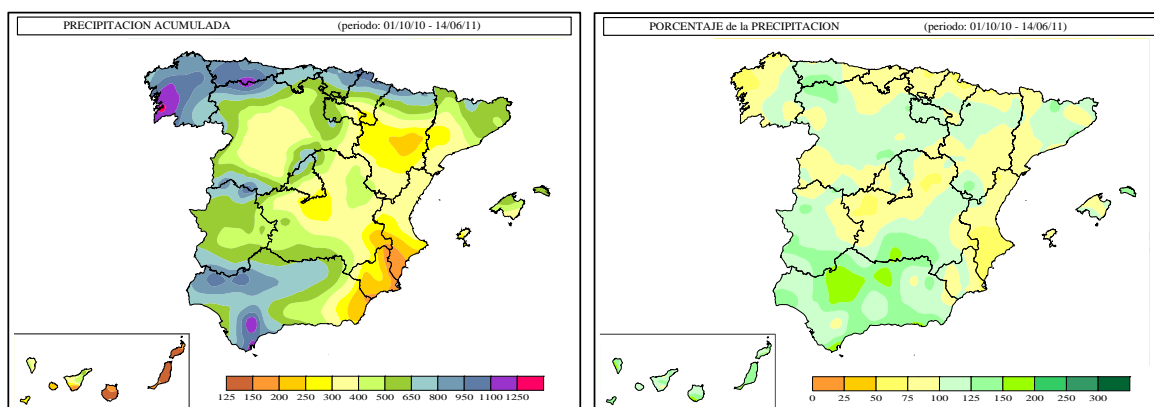 PRECIPITACION ACUMULADA (periodo: 01/10/10 - 14/06/11)
125 150 200 250 300 400 500 650 800 950 1100 1250
PORCENTAJE de la PRECIPITACION (periodo: 01/10/10 - 14/06/11)
0 25 50 75 100 125 150 200 250 300